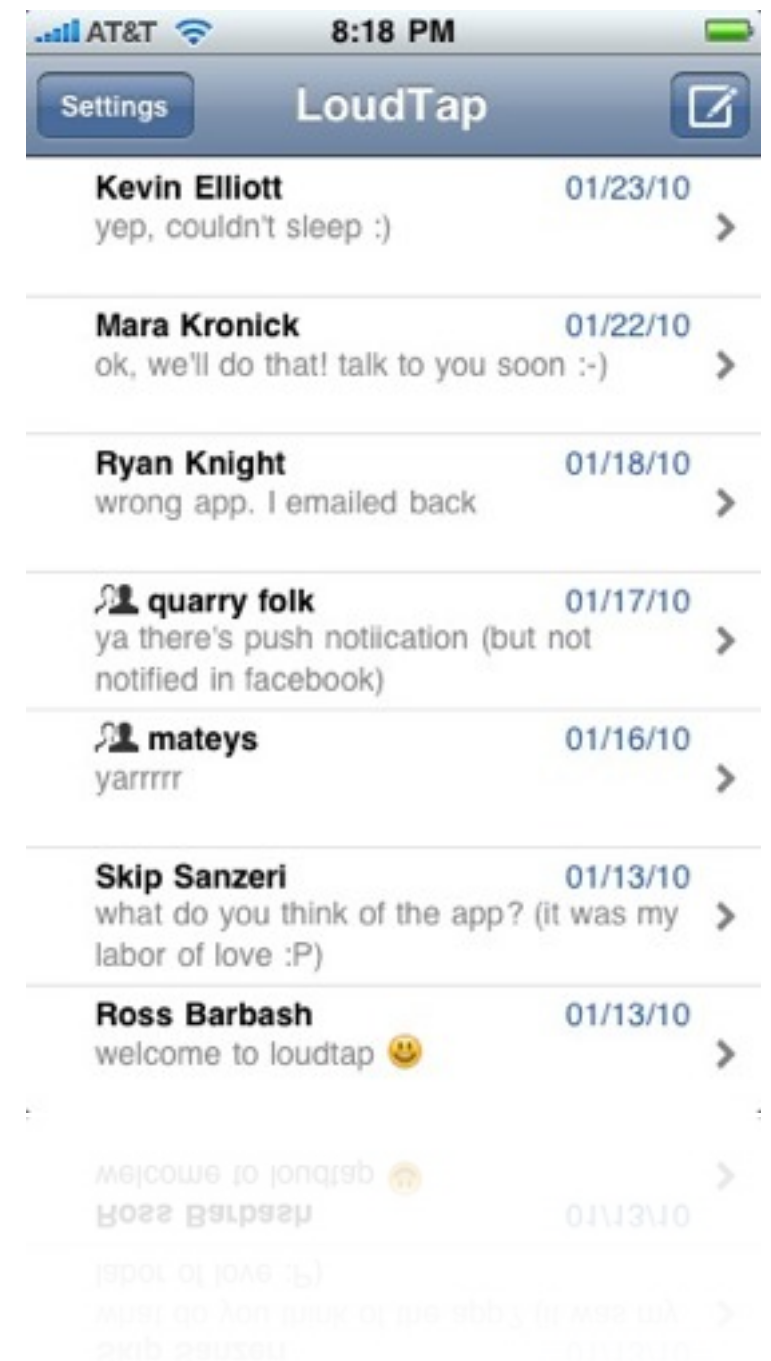 AT&T 8:18 PM
Settings LoudTap
Kevin Elliott 01/23/10
yep, couldn't sleep :)
Mara Kronick 01/22/10
ok, we'll do that! talk to you soon :-)
Ryan Knight 01/18/10
wrong app. I emailed back
quarry folk 01/17/10
ya there's push notiication (but not
notified in facebook)
mateys 01/16/10
yarrrrr
Skip Sanzeri 01/13/10
what do you think of the app? (it was my
labor of love :P)
Ross Barbash 01/13/10
welcome to loudtap 😃